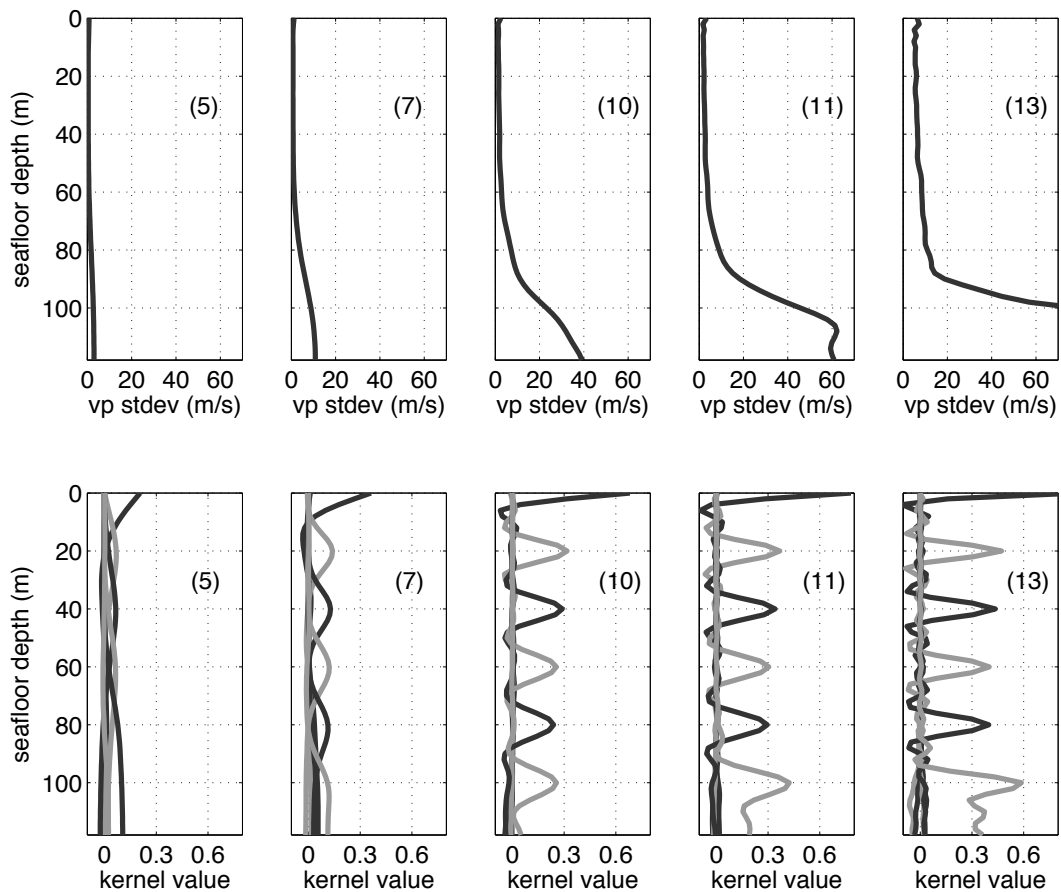 0
20
40
60
80
100
seafloor depth (m)
(5)
(7)
(10)
(11)
(13)
0 20 40 60
0 20 40 60
0 20 40 60
0 20 40 60
0 20 40 60
vp stdev (m/s)
vp stdev (m/s)
vp stdev (m/s)
vp stdev (m/s)
vp stdev (m/s)
0
20
40
60
80
100
seafloor depth (m)
(5)
(7)
(10)
(11)
(13)
0 0.3 0.6
0 0.3 0.6
0 0.3 0.6
0 0.3 0.6
0 0.3 0.6
kernel value
kernel value
kernel value
kernel value
kernel value